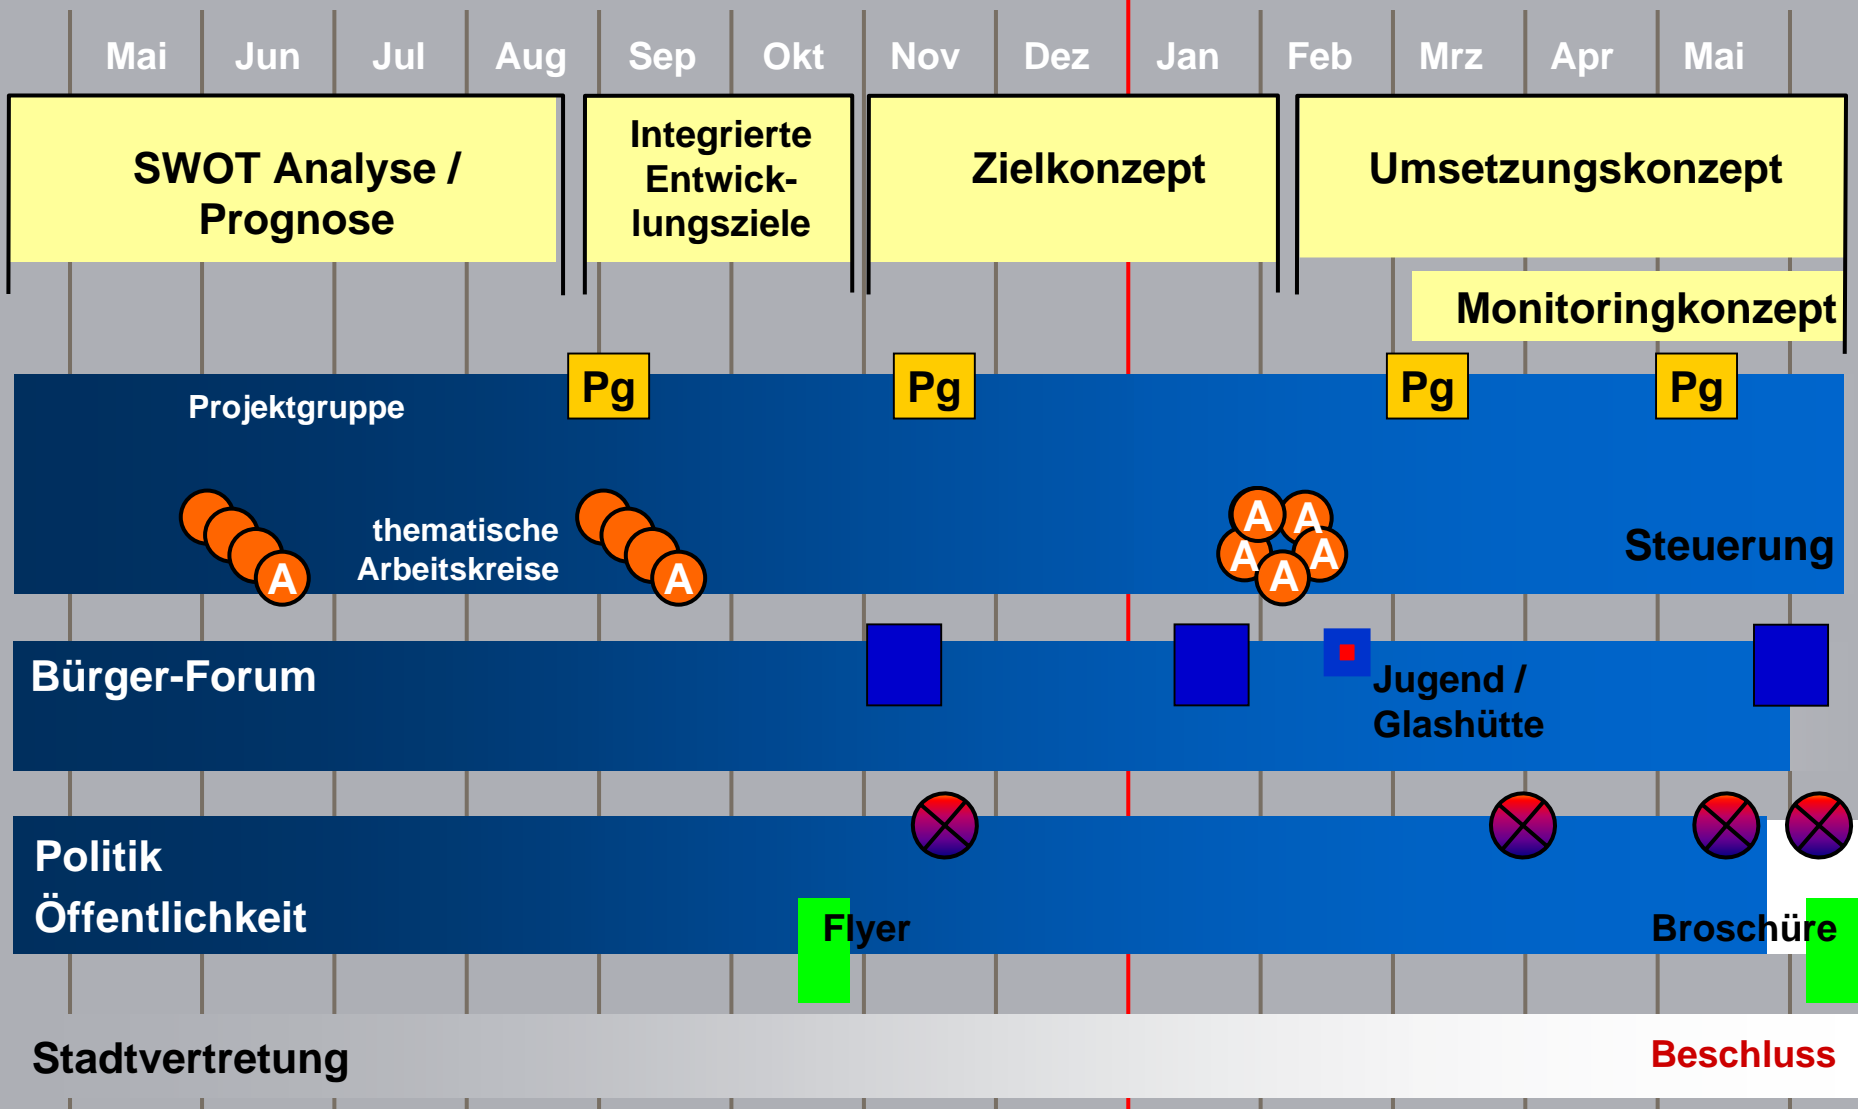 Mai Jun Jul Aug Sep Okt Nov Dez Jan Feb Mrz Apr Mai
SWOT Analyse /
Prognose
Integrierte
Entwick-
lungsziele
Zielkonzept
Umsetzungskonzept
Monitoringkonzept
Projektgruppe
Pg Pg Pg Pg
thematische
Arbeitskreise
A A A A A A A
Steuerung
Bürger-Forum
Jugend /
Glashütte
Politik
Öffentlichkeit
Flyer
Broschüre
Stadtvertretung
Beschluss